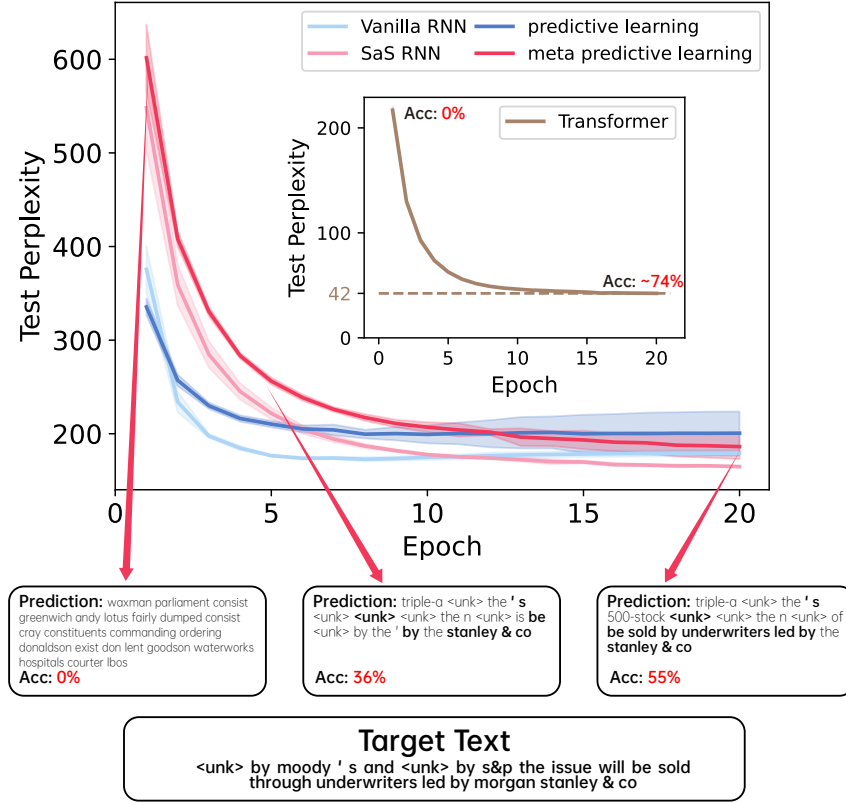 Vanilla RNN
SaS RNN
predictive learning
meta predictive learning
600
500
400
300
200
Test Perplexity
0
5
10
15
20
Epoch
Acc: 0%
Transformer
200
100
42
0
Test Perplexity
Acc: ~74%
0
5
10
15
20
Epoch
Prediction: waxman parliament consist
greenwich andy lotus fairly dumped consist
cray constituents commanding ordering
donaldson exist don lent goodson waterworks
hospitals courter lbos
Acc: 0%
Prediction: triple-a <unk> the ' s
<unk> <unk> <unk> the n <unk> is be
<unk> by the ' by the stanley & co
Acc: 36%
Prediction: triple-a <unk> the ' s
500-stock <unk> <unk> the n <unk> of
be sold by underwriters led by the
stanley & co
Acc: 55%
Target Text
<unk> by moody ' s and <unk> by s&p the issue will be sold
through underwriters led by morgan stanley & co